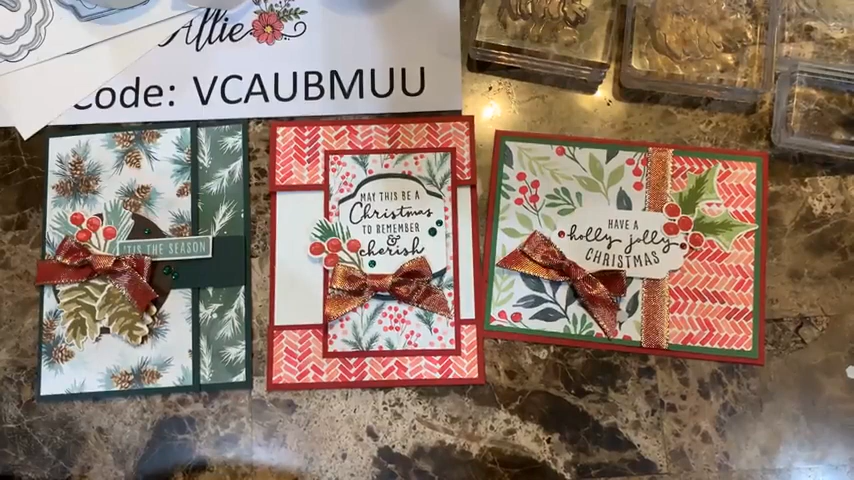 Allie
Code: VCAUBMUU
'TIS THE SEASON
MAY THIS BE A
Christmas
TO REMEMBER
&
cherish
HAVE A
holly jolly
CHRISTMAS